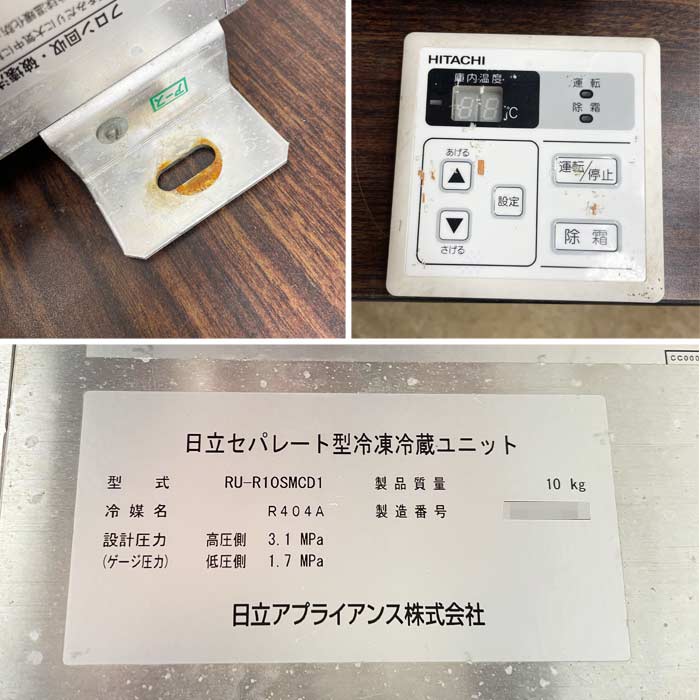 フロン回収・破壊
アース
HITACHI
庫内温度
℃
運転
除霜
あげる
さげる
設定
運転/停止
除霜
CC000
日立セパレート型冷凍冷蔵ユニット
型式 RU-R10SMCD1 製品質量 10 kg
冷媒名 R404A 製造番号
設計圧力 高圧側 3.1 MPa
(ゲージ圧力) 低圧側 1.7 MPa
日立アプライアンス株式会社